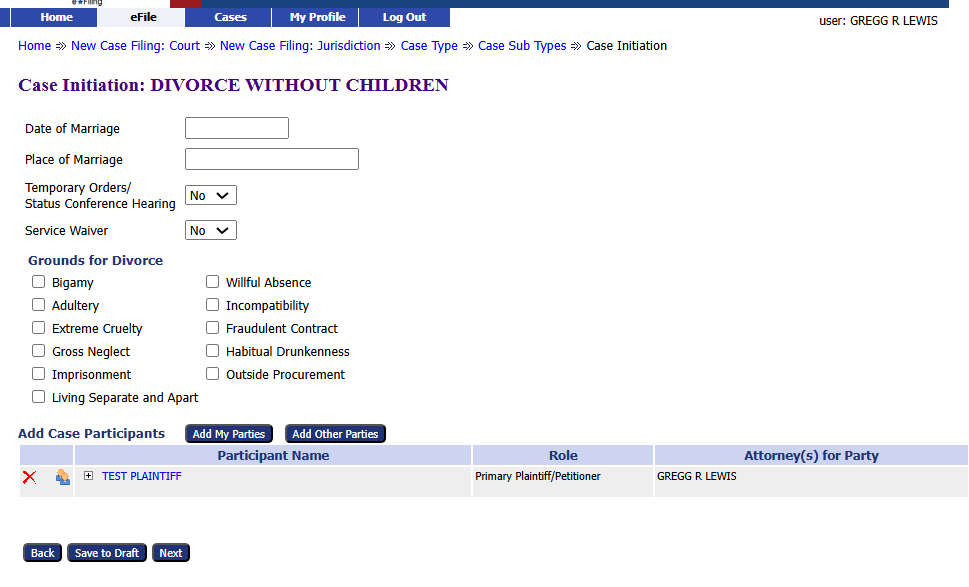 e★Filing
Home eFile Cases My Profile Log Out
user: GREGG R LEWIS
Home ⇒ New Case Filing: Court ⇒ New Case Filing: Jurisdiction ⇒ Case Type ⇒ Case Sub Types ⇒ Case Initiation
Case Initiation: DIVORCE WITHOUT CHILDREN
Date of Marriage
Place of Marriage
Temporary Orders/
Status Conference Hearing No
Service Waiver No
Grounds for Divorce
Bigamy Willful Absence
Adultery Incompatibility
Extreme Cruelty Fraudulent Contract
Gross Neglect Habitual Drunkenness
Imprisonment Outside Procurement
Living Separate and Apart
Add Case Participants Add My Parties Add Other Parties
Participant Name Role Attorney(s) for Party
TEST PLAINTIFF Primary Plaintiff/Petitioner GREGG R LEWIS
Back Save to Draft Next